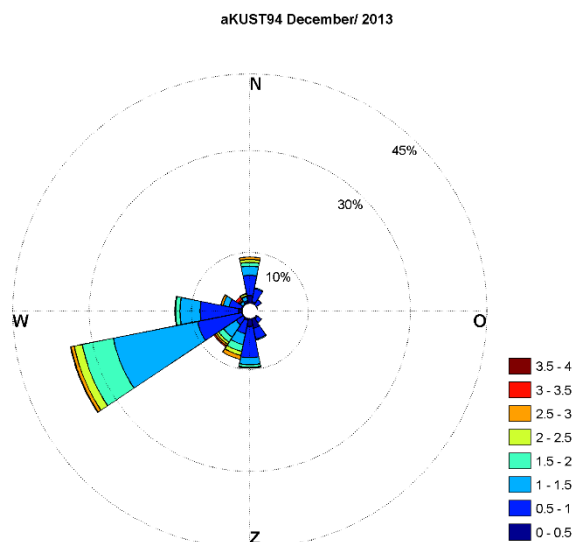 aKUST94 December/ 2013
N
45%
30%
10%
W
O
Z
3.5 - 4
3 - 3.5
2.5 - 3
2 - 2.5
1.5 - 2
1 - 1.5
0.5 - 1
0 - 0.5